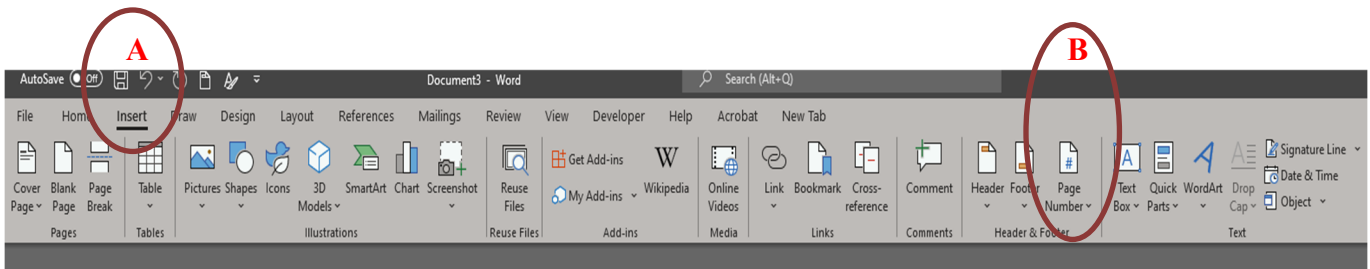 A B
AutoSave Off Document3 - Word Search (Alt+Q)
File Home Insert Draw Design Layout References Mailings Review View Developer Help Acrobat New Tab
Get Add-ins Signature Line
Cover Blank Page Table Pictures Shapes Icons 3D SmartArt Chart Screenshot Reuse My Add-ins Wikipedia Online Link Bookmark Cross- Comment Header Footer Page Text Quick WordArt Drop Date & Time
Page Page Break Models Files Videos reference Number Box Parts Cap Object
Pages Tables Illustrations Reuse Files Add-ins Media Links Comments Header & Footer Text